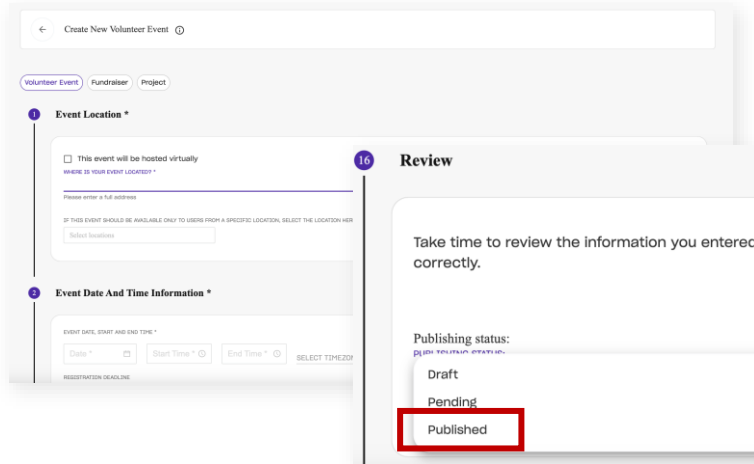 Create New Volunteer Event
Volunteer Event Fundraiser Project
1 Event Location *
This event will be hosted virtually
WHERE IS YOUR EVENT LOCATED? *
Please enter a full address
IF THIS EVENT SHOULD BE AVAILABLE ONLY TO USERS FROM A SPECIFIC LOCATION, SELECT THE LOCATION HER
Select locations
2 Event Date And Time Information *
EVENT DATE, START AND END TIME *
Date * Start Time * End Time * SELECT TIMEZON
REGISTRATION DEADLINE
16 Review
Take time to review the information you entered
correctly.
Publishing status:
PUBLISHING STATUS:
Draft
Pending
Published